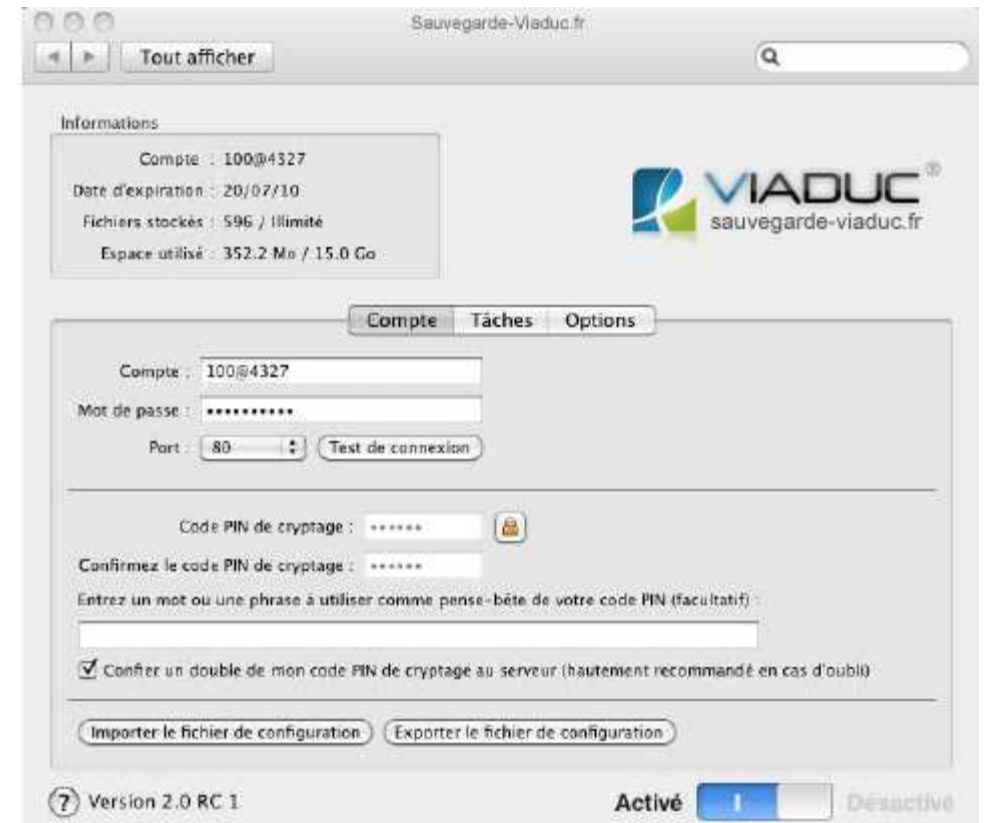 Sauvegarde-Viaduc.fr
Tout afficher
Informations
Compte : 100@4327
Date d'expiration : 20/07/10
Fichiers stockés : 596 / Illimité
Espace utilisé : 352.2 Mo / 15.0 Go
VIADUC ®
sauvegarde-viaduc.fr
Compte Tâches Options
Compte : 100@4327
Mot de passe : ••••••••••
Port : 80 Test de connexion
Code PIN de cryptage : ••••••
Confirmez le code PIN de cryptage : ••••••
Entrez un mot ou une phrase à utiliser comme pense-bête de votre code PIN (facultatif) :
Confier un double de mon code PIN de cryptage au serveur (hautement recommandé en cas d'oubli)
Importer le fichier de configuration Exporter le fichier de configuration
? Version 2.0 RC 1 Activé I Désactivé